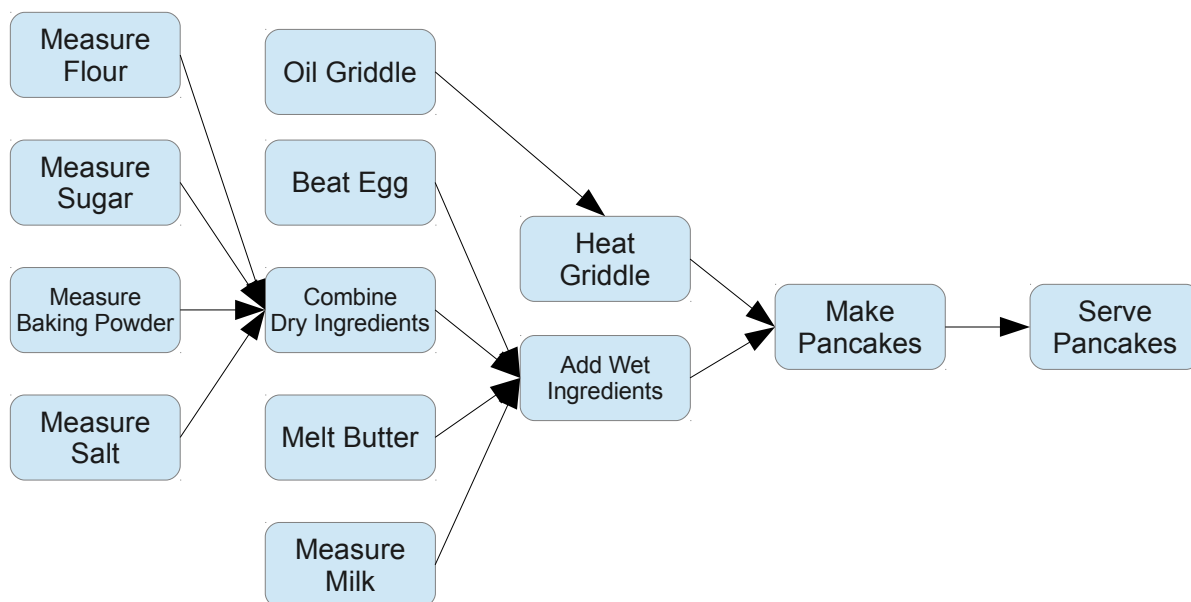 Measure
Flour
Measure
Sugar
Measure
Baking Powder
Measure
Salt
Oil Griddle
Beat Egg
Combine
Dry Ingredients
Melt Butter
Measure
Milk
Heat
Griddle
Add Wet
Ingredients
Make
Pancakes
Serve
Pancakes